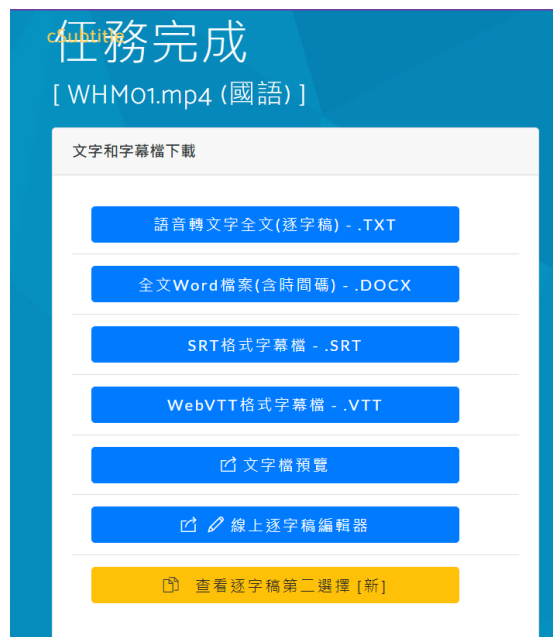 cSubtitle
任務完成
[ WHM01.mp4 (國語) ]
文字和字幕檔下載
語音轉文字全文(逐字稿) - .TXT
全文Word檔案(含時間碼) - .DOCX
SRT格式字幕檔 - .SRT
WebVTT格式字幕檔 - .VTT
文字檔預覽
線上逐字稿編輯器
查看逐字稿第二選擇 [新]